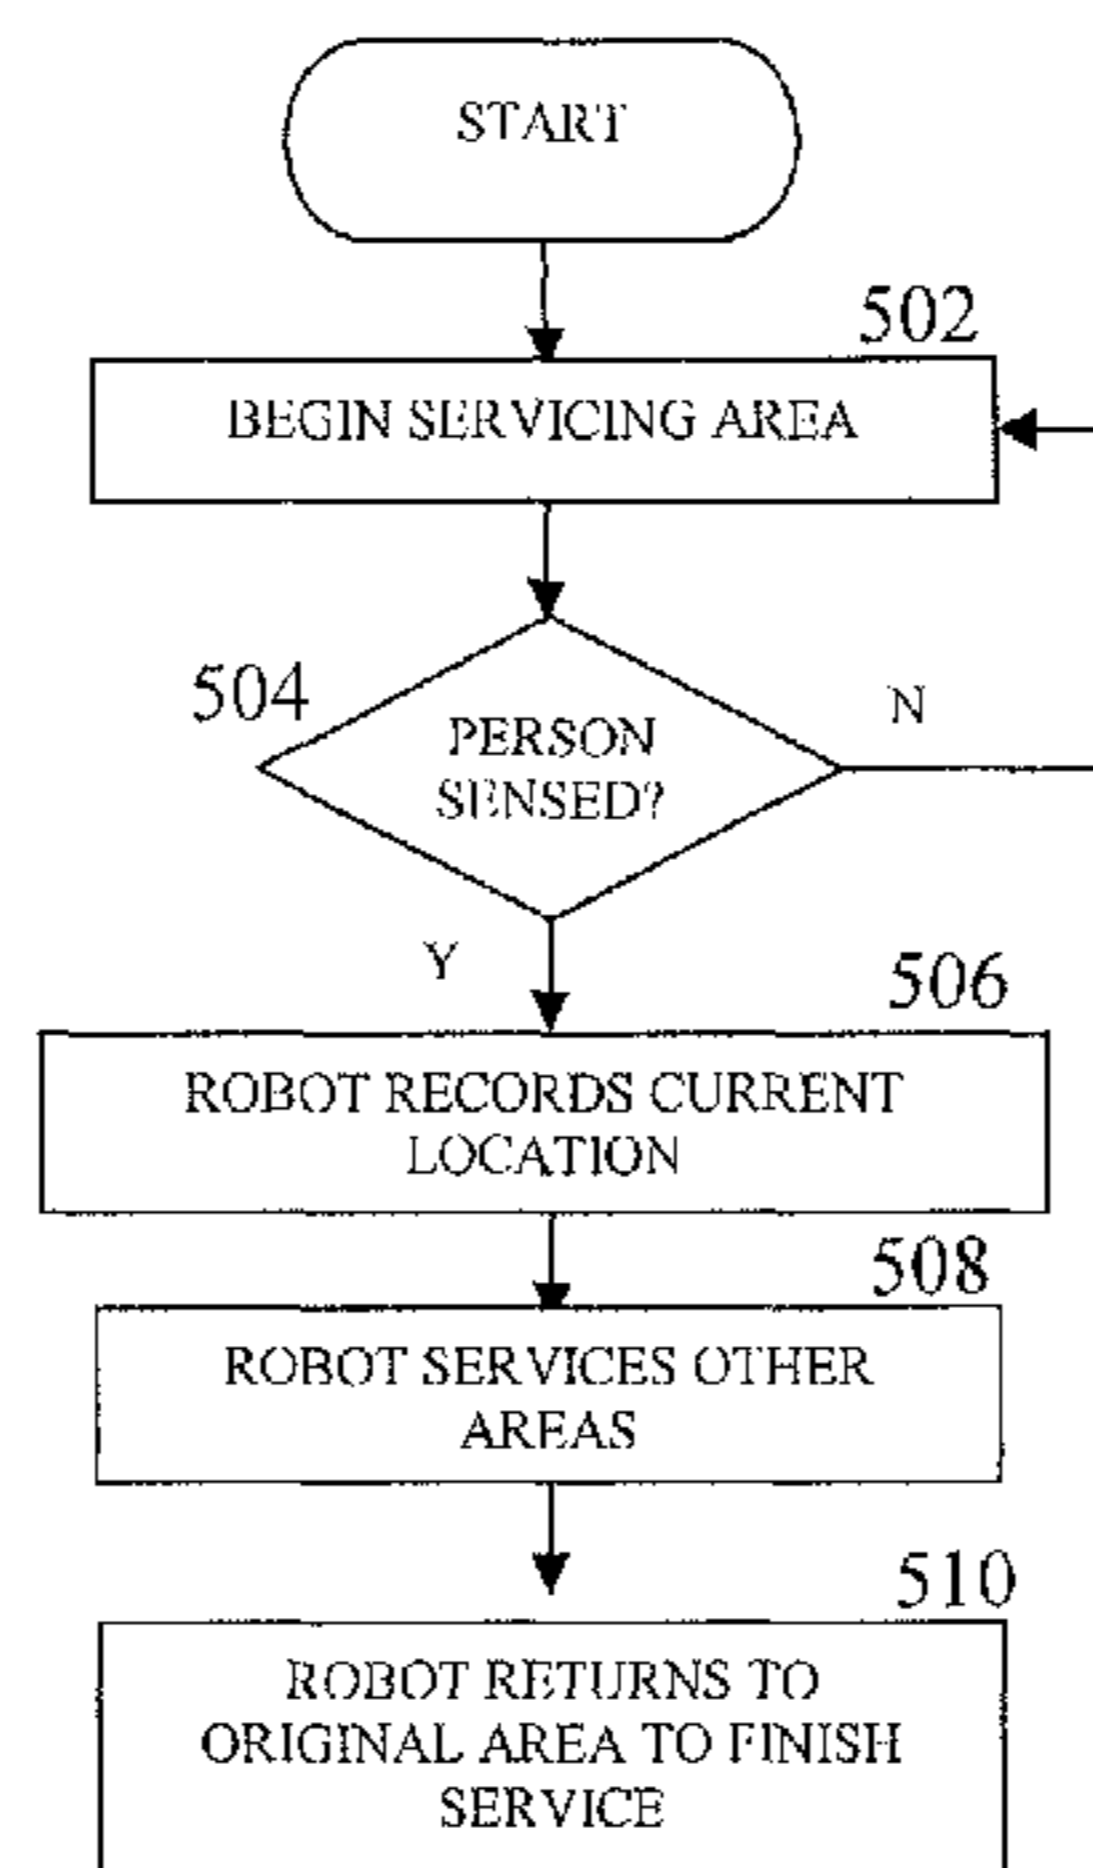 START
502
BEGIN SERVICING AREA
504
N
PERSON
SENSED?
Y
506
ROBOT RECORDS CURRENT
LOCATION
508
ROBOT SERVICES OTHER
AREAS
510
ROBOT RETURNS TO
ORIGINAL AREA TO FINISH
SERVICE